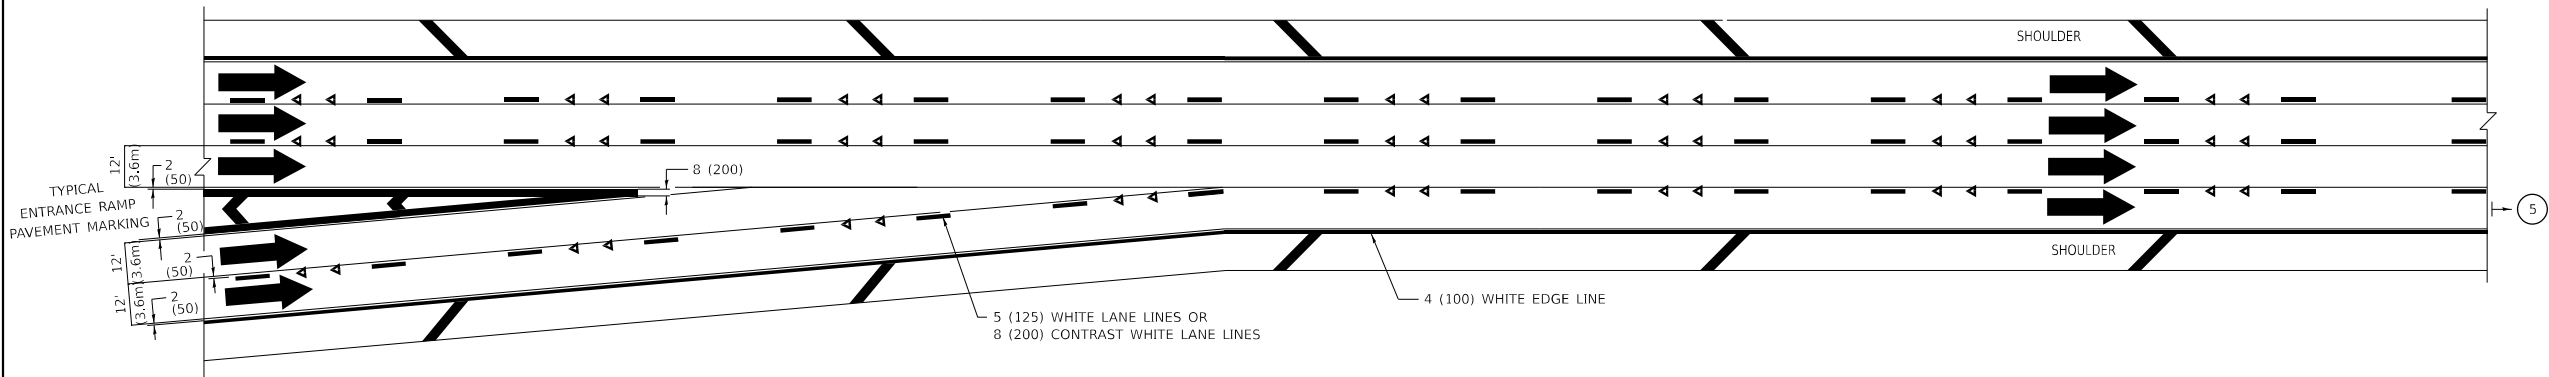 SHOULDER
8 (200)
12'
(3.6m)
2
(50)
TYPICAL
ENTRANCE RAMP
PAVEMENT MARKING
2
(50)
12'
(3.6m)
2
(50)
12'
(3.6m)
2
(50)
5
SHOULDER
4 (100) WHITE EDGE LINE
5 (125) WHITE LANE LINES OR
8 (200) CONTRAST WHITE LANE LINES